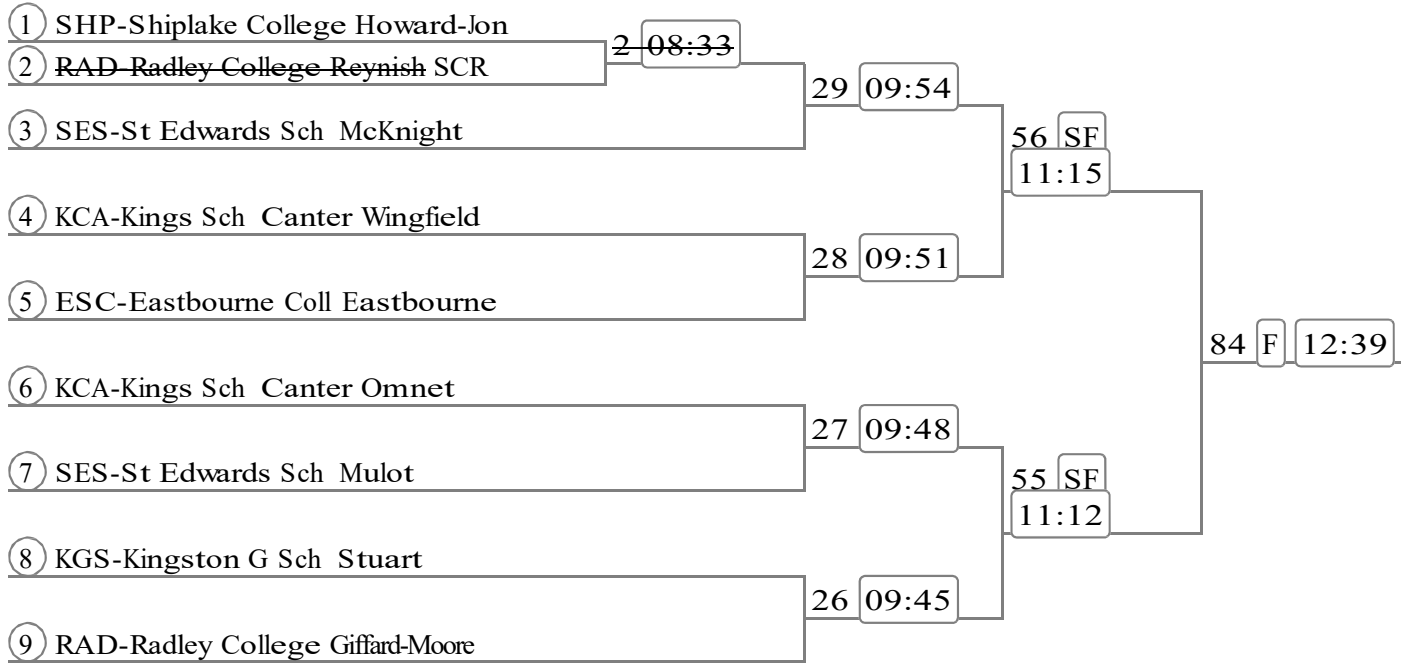 1 SHP-Shiplake College Howard-Jon
2 08:33
2 RAD-Radley College Reynish SCR
29 09:54
3 SES-St Edwards Sch McKnight
56 SF
11:15
4 KCA-Kings Sch Canter Wingfield
28 09:51
5 ESC-Eastbourne Coll Eastbourne
84 F 12:39
6 KCA-Kings Sch Canter Omnet
27 09:48
7 SES-St Edwards Sch Mulot
55 SF
11:12
8 KGS-Kingston G Sch Stuart
26 09:45
9 RAD-Radley College Giffard-Moore